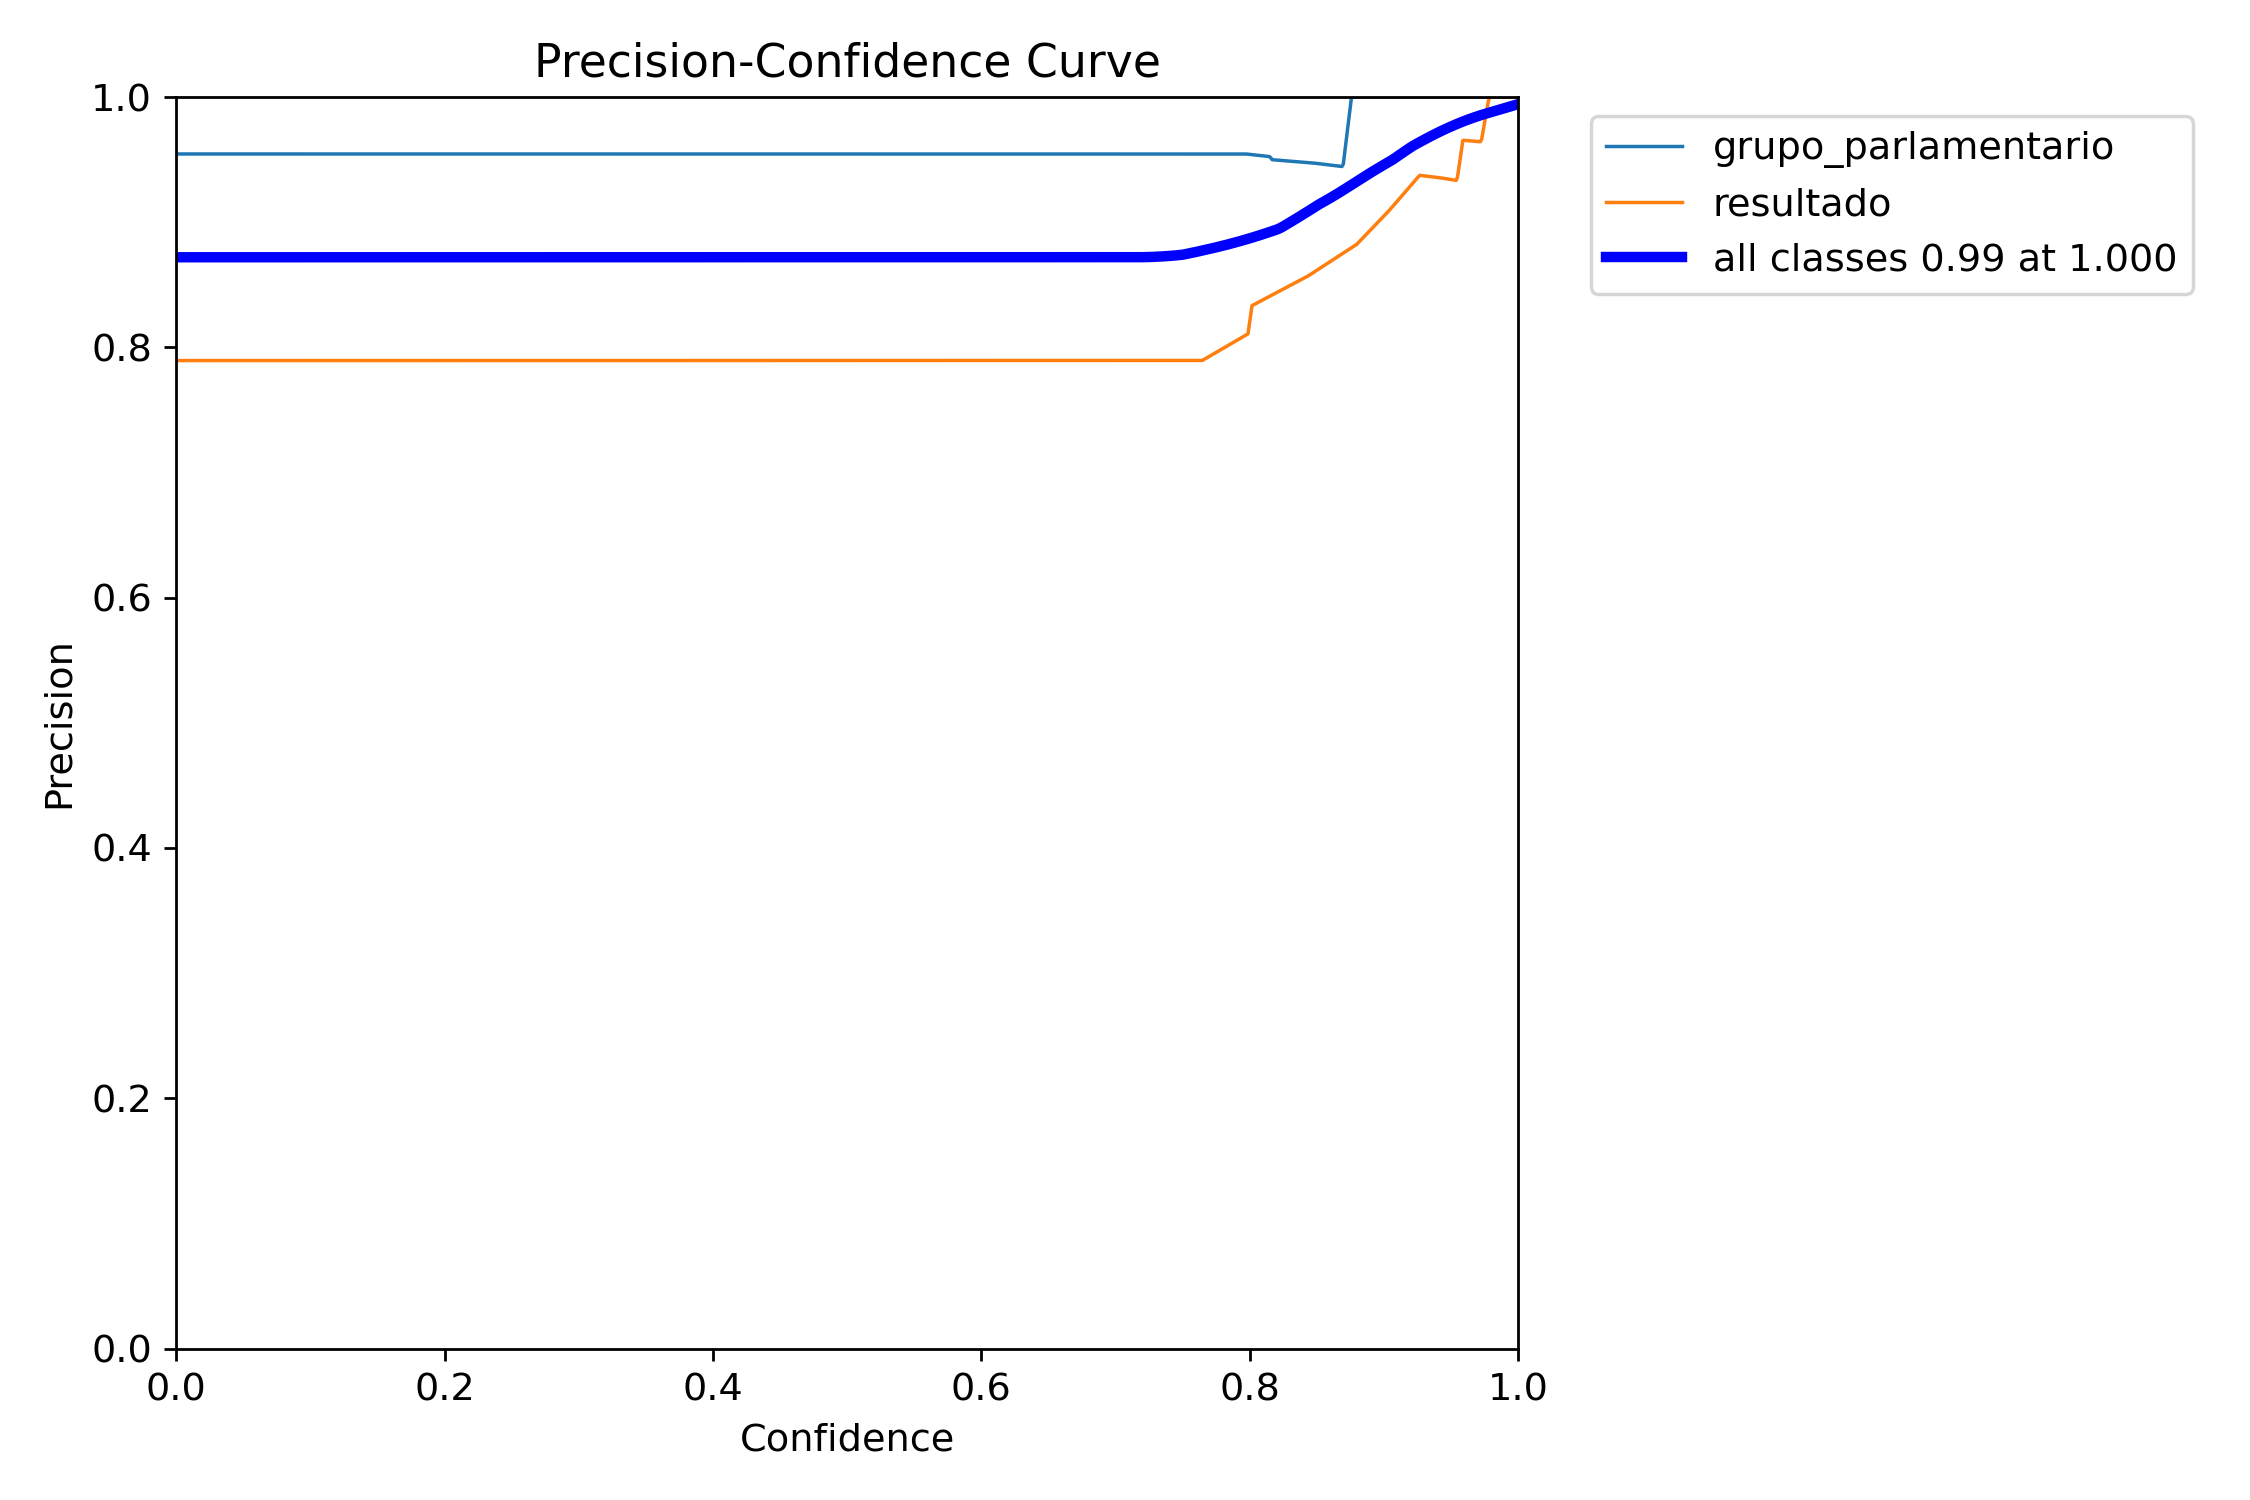 Precision-Confidence Curve
1.0
0.8
0.6
0.4
0.2
0.0
Precision
0.0 0.2 0.4 0.6 0.8 1.0
Confidence
grupo_parlamentario
resultado
all classes 0.99 at 1.000